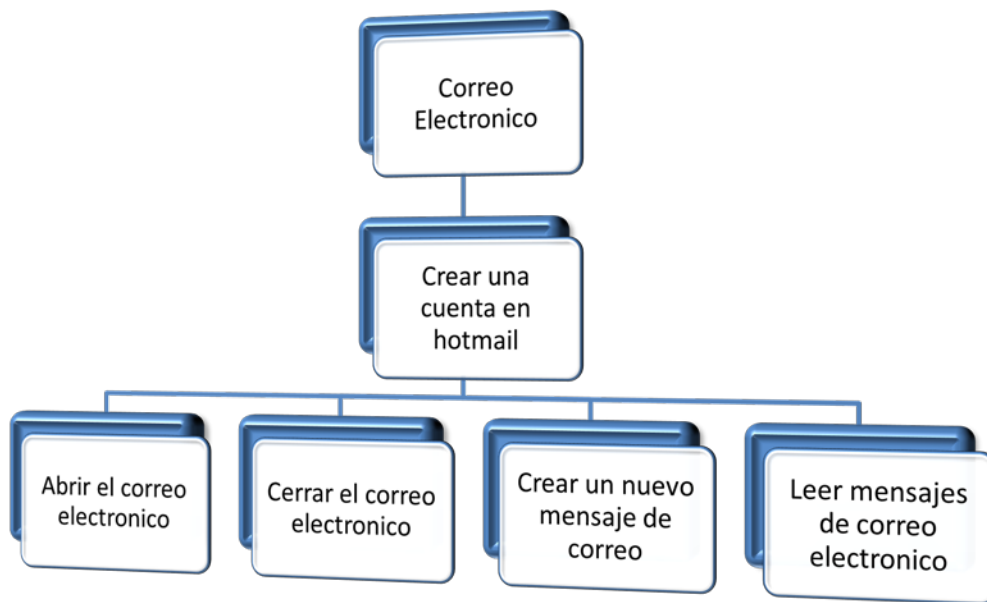 Correo
Electronico
Crear una
cuenta en
hotmail
Abrir el correo
electronico
Cerrar el correo
electronico
Crear un nuevo
mensaje de
correo
Leer mensajes
de correo
electronico